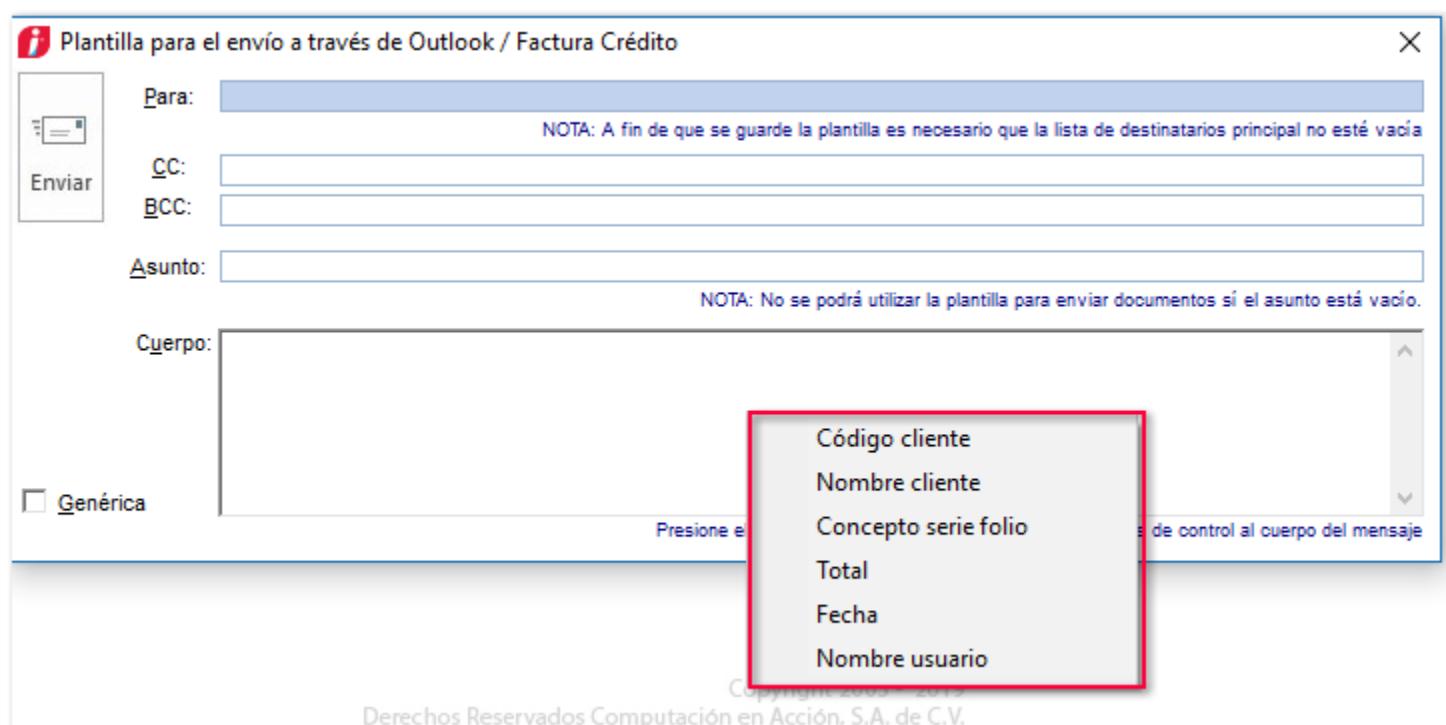 Plantilla para el envío a través de Outlook / Factura Crédito
Para:
NOTA: A fin de que se guarde la plantilla es necesario que la lista de destinatarios principal no esté vacía
Enviar
CC:
BCC:
Asunto:
NOTA: No se podrá utilizar la plantilla para enviar documentos sí el asunto está vacío.
Cuerpo:
Código cliente
Nombre cliente
Genérica
Concepto serie folio
Presione el de control al cuerpo del mensaje
Total
Fecha
Nombre usuario
Copyright 2005 - 2019
Derechos Reservados Computación en Acción, S.A. de C.V.